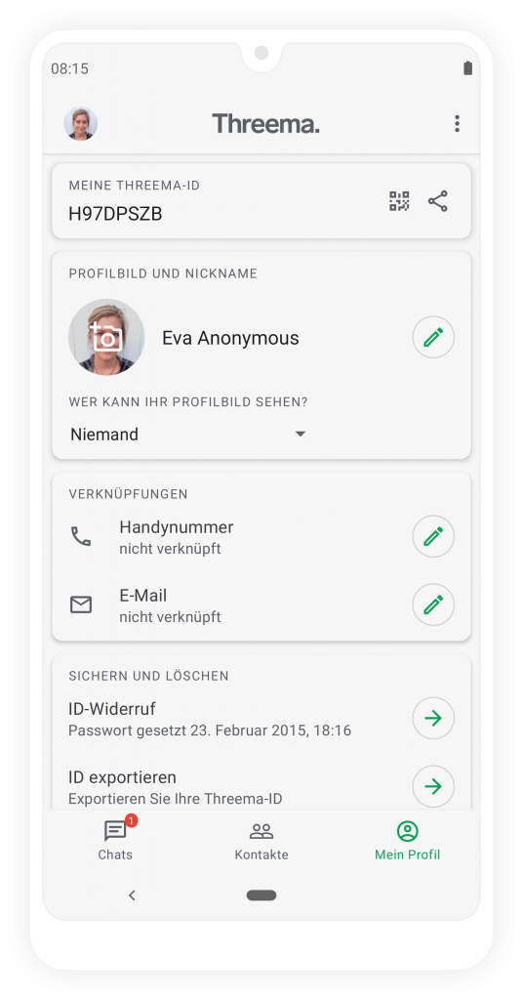 08:15
Threema.
MEINE THREEMA-ID
H97DPSZB
PROFILBILD UND NICKNAME
Eva Anonymous
WER KANN IHR PROFILBILD SEHEN?
Niemand
VERKNÜPFUNGEN
Handynummer
nicht verknüpft
E-Mail
nicht verknüpft
SICHERN UND LÖSCHEN
ID-Widerruf
Passwort gesetzt 23. Februar 2015, 18:16
ID exportieren
Exportieren Sie Ihre Threema-ID
1
Chats
Kontakte
Mein Profil